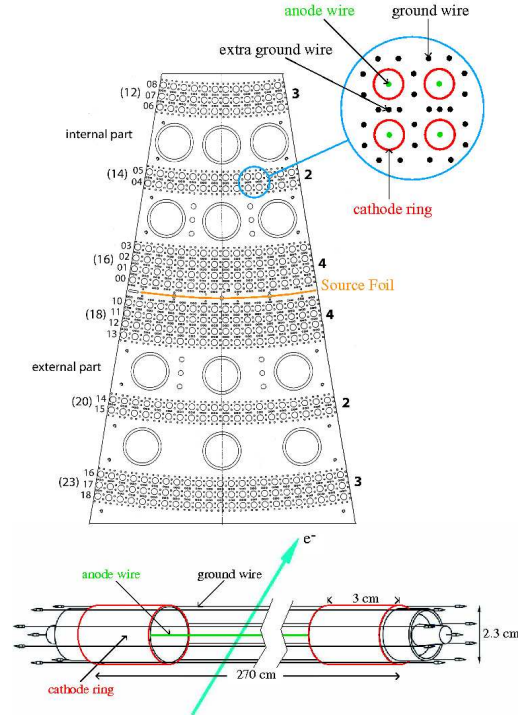 anode wire
ground wire
extra ground wire
cathode ring
08
(12) 07
06
3
internal part
05
(14)
04
2
03
(16) 02
01
00
4
Source Foil
10
(18) 11
12
13
4
external part
14
(20)
15
2
16
(23) 17
18
3
e-
anode wire
ground wire
3 cm
2.3 cm
cathode ring
270 cm